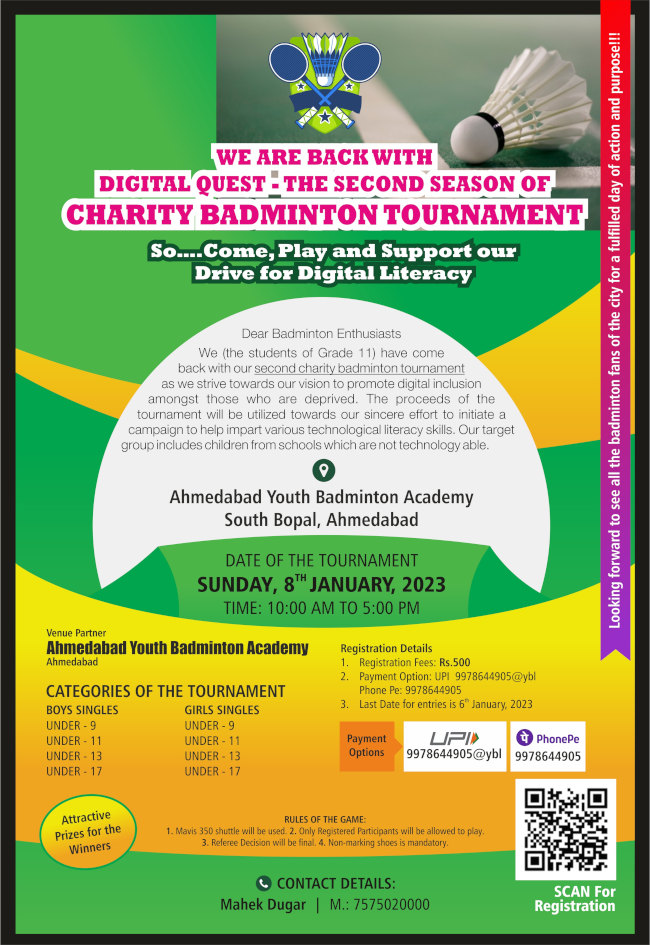 WE ARE BACK WITH
DIGITAL QUEST - THE SECOND SEASON OF
CHARITY BADMINTON TOURNAMENT
So....Come, Play and Support our
Drive for Digital Literacy
Looking forward to see all the badminton fans of the city for a fulfilled day of action and purpose!!!
Dear Badminton Enthusiasts
We (the students of Grade 11) have come
back with our second charity badminton tournament
as we strive towards our vision to promote digital inclusion
amongst those who are deprived. The proceeds of the
tournament will be utilized towards our sincere effort to initiate a
campaign to help impart various technological literacy skills. Our target
group includes children from schools which are not technology able.
Ahmedabad Youth Badminton Academy
South Bopal, Ahmedabad
DATE OF THE TOURNAMENT
SUNDAY, 8TH JANUARY, 2023
TIME: 10:00 AM TO 5:00 PM
Venue Partner
Ahmedabad Youth Badminton Academy
Ahmedabad
CATEGORIES OF THE TOURNAMENT
BOYS SINGLES GIRLS SINGLES
UNDER - 9 UNDER - 9
UNDER - 11 UNDER - 11
UNDER - 13 UNDER - 13
UNDER - 17 UNDER - 17
Registration Details
1. Registration Fees: Rs.500
2. Payment Option: UPI 9978644905@ybl
Phone Pe: 9978644905
3. Last Date for entries is 6th January, 2023
Payment
Options
UPI
9978644905@ybl
पे PhonePe
9978644905
Attractive
Prizes for the
Winners
RULES OF THE GAME:
1. Mavis 350 shuttle will be used. 2. Only Registered Participants will be allowed to play.
3. Referee Decision will be final. 4. Non-marking shoes is mandatory.
SCAN For
Registration
CONTACT DETAILS:
Mahek Dugar | M.: 7575020000